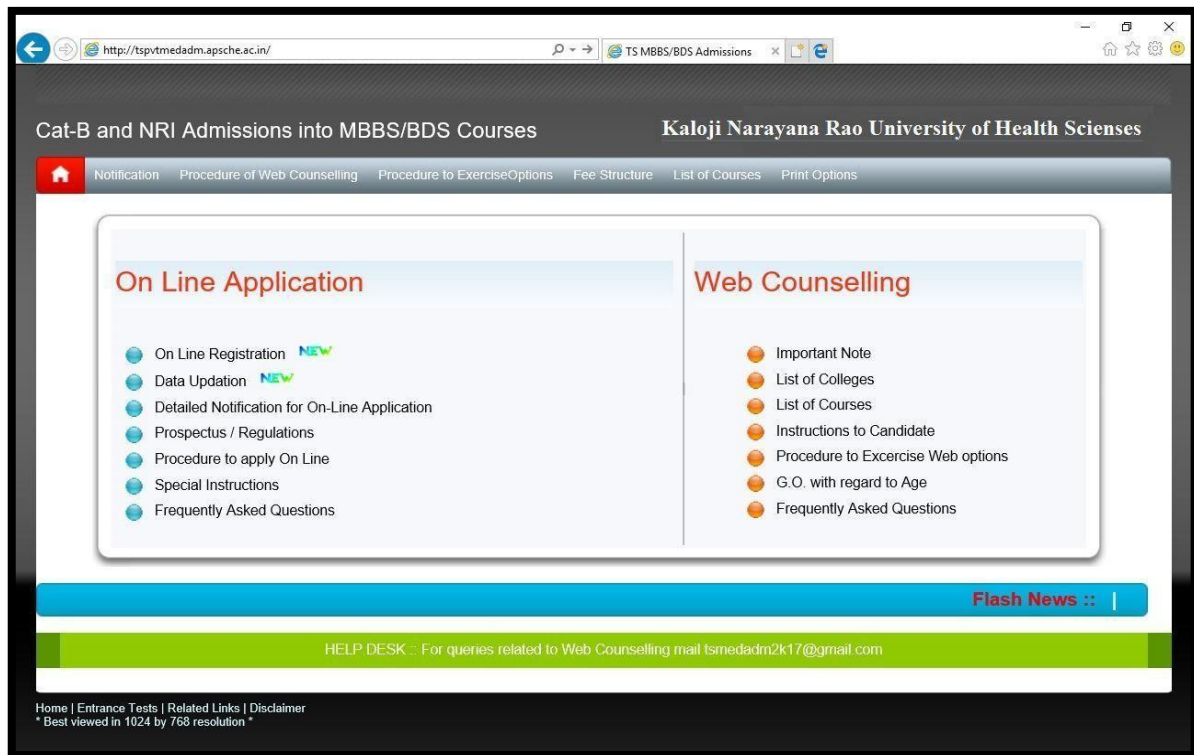 http://tspvtmedadm.apsche.ac.in/
TS MBBS/BDS Admissions
Cat-B and NRI Admissions into MBBS/BDS Courses
Kaloji Narayana Rao University of Health Scienses
Notification Procedure of Web Counselling Procedure to ExerciseOptions Fee Structure List of Courses Print Options
On Line Application
On Line Registration NEW
Data Updation NEW
Detailed Notification for On-Line Application
Prospectus / Regulations
Procedure to apply On Line
Special Instructions
Frequently Asked Questions
Web Counselling
Important Note
List of Colleges
List of Courses
Instructions to Candidate
Procedure to Excercise Web options
G.O. with regard to Age
Frequently Asked Questions
Flash News :: |
HELP DESK :: For queries related to Web Counselling mail tsmedadm2k17@gmail.com
Home | Entrance Tests | Related Links | Disclaimer
* Best viewed in 1024 by 768 resolution *